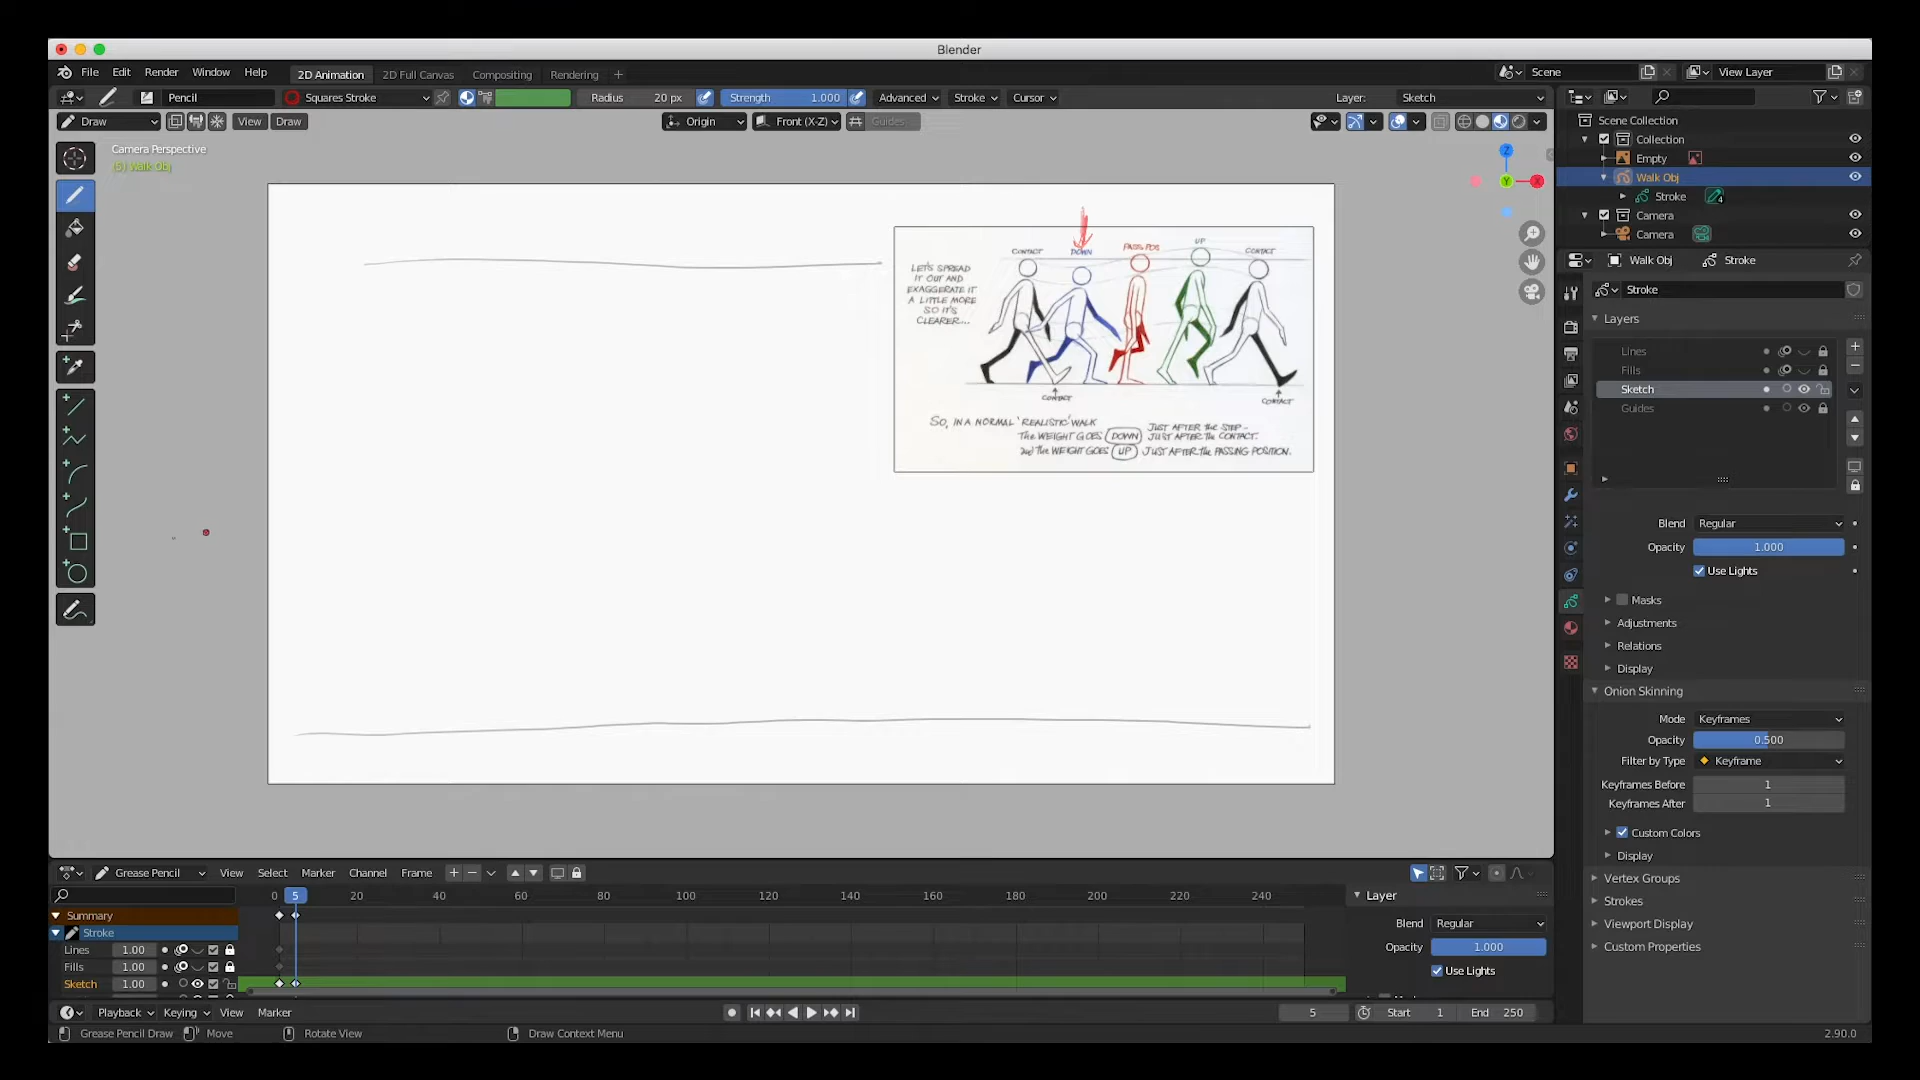 Blender
File Edit Render Window Help 2D Animation 2D Full Canvas Compositing Rendering + Scene View Layer
Pencil Squares Stroke Radius 20 px Strength 1.000 Advanced Stroke Cursor Layer: Sketch
Draw View Draw Origin Front (X-Z) Guides
Camera Perspective
(5) Walk Obj
Z
Y
X
CONTACT DOWN PASS POS UP CONTACT
LET'S SPREAD
IT OUT AND
EXAGGERATE IT
A LITTLE MORE
SO IT'S
CLEARER...
CONTACT
CONTACT
SO, IN A NORMAL 'REALISTIC' WALK
THE WEIGHT GOES DOWN JUST AFTER THE STEP-
JUST AFTER THE CONTACT.
AND THE WEIGHT GOES UP JUST AFTER THE PASSING POSITION.
Scene Collection
Collection
Empty
Walk Obj
Stroke
Camera
Camera
Walk Obj Stroke
Stroke
Layers
Lines
Fills
Sketch
Guides
Blend Regular
Opacity 1.000
Use Lights
Masks
Adjustments
Relations
Display
Onion Skinning
Mode Keyframes
Opacity 0.500
Filter by Type Keyframe
Keyframes Before 1
Keyframes After 1
Custom Colors
Display
Vertex Groups
Strokes
Viewport Display
Custom Properties
Grease Pencil View Select Marker Channel Frame
0 5 20 40 60 80 100 120 140 160 180 200 220 240
Summary
Stroke
Lines 1.00
Fills 1.00
Sketch 1.00
Layer
Blend Regular
Opacity 1.000
Use Lights
Playback Keying View Marker 5 Start 1 End 250
Grease Pencil Draw Move Rotate View Draw Context Menu 2.90.0